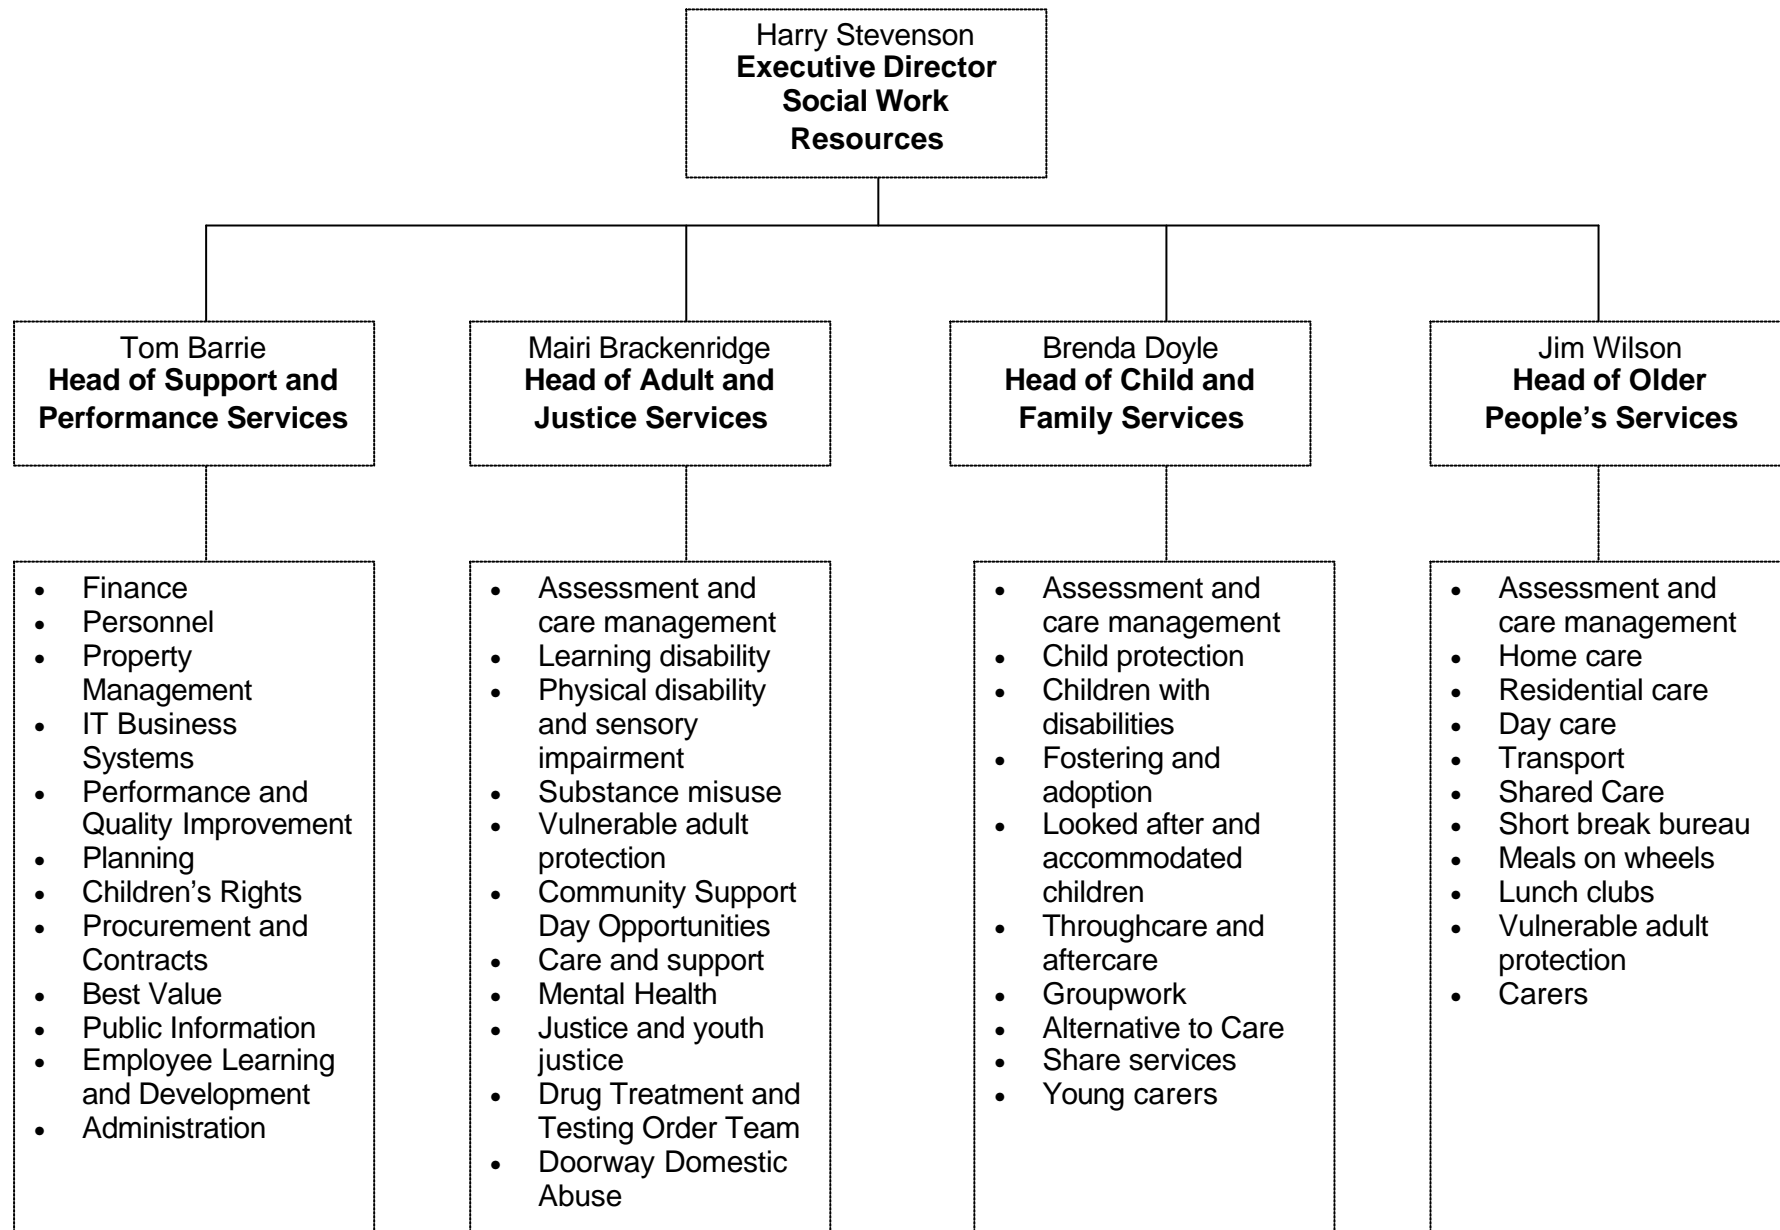 Harry Stevenson
Executive Director
Social Work
Resources
Tom Barrie
Head of Support and
Performance Services
Mairi Brackenridge
Head of Adult and
Justice Services
Brenda Doyle
Head of Child and
Family Services
Jim Wilson
Head of Older
People’s Services
• Finance
• Personnel
• Property
Management
• IT Business
Systems
• Performance and
Quality Improvement
• Planning
• Children’s Rights
• Procurement and
Contracts
• Best Value
• Public Information
• Employee Learning
and Development
• Administration
• Assessment and
care management
• Learning disability
• Physical disability
and sensory
impairment
• Substance misuse
• Vulnerable adult
protection
• Community Support
Day Opportunities
• Care and support
• Mental Health
• Justice and youth
justice
• Drug Treatment and
Testing Order Team
• Doorway Domestic
Abuse
• Assessment and
care management
• Child protection
• Children with
disabilities
• Fostering and
adoption
• Looked after and
accommodated
children
• Throughcare and
aftercare
• Groupwork
• Alternative to Care
• Share services
• Young carers
• Assessment and
care management
• Home care
• Residential care
• Day care
• Transport
• Shared Care
• Short break bureau
• Meals on wheels
• Lunch clubs
• Vulnerable adult
protection
• Carers